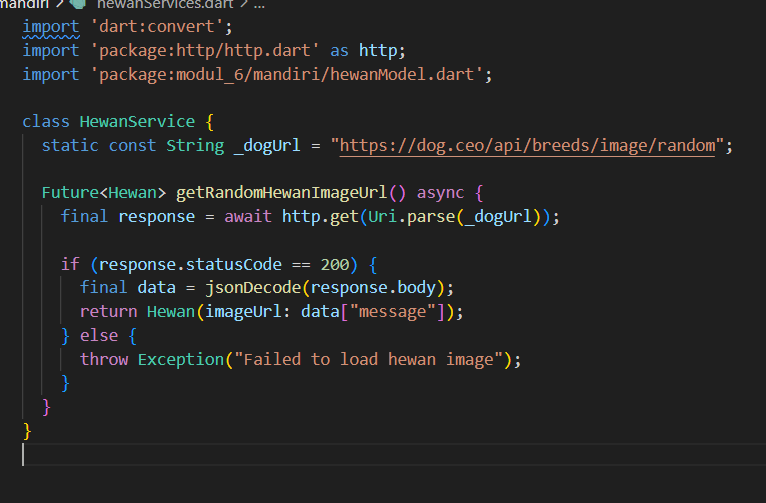 mandiri > hewanServices.dart > ...
import 'dart:convert';
import 'package:http/http.dart' as http;
import 'package:modul_6/mandiri/hewanModel.dart';
class HewanService {
static const String _dogUrl = "https://dog.ceo/api/breeds/image/random";
Future<Hewan> getRandomHewanImageUrl() async {
final response = await http.get(Uri.parse(_dogUrl));
if (response.statusCode == 200) {
final data = jsonDecode(response.body);
return Hewan(imageUrl: data["message"]);
} else {
throw Exception("Failed to load hewan image");
}
}
}